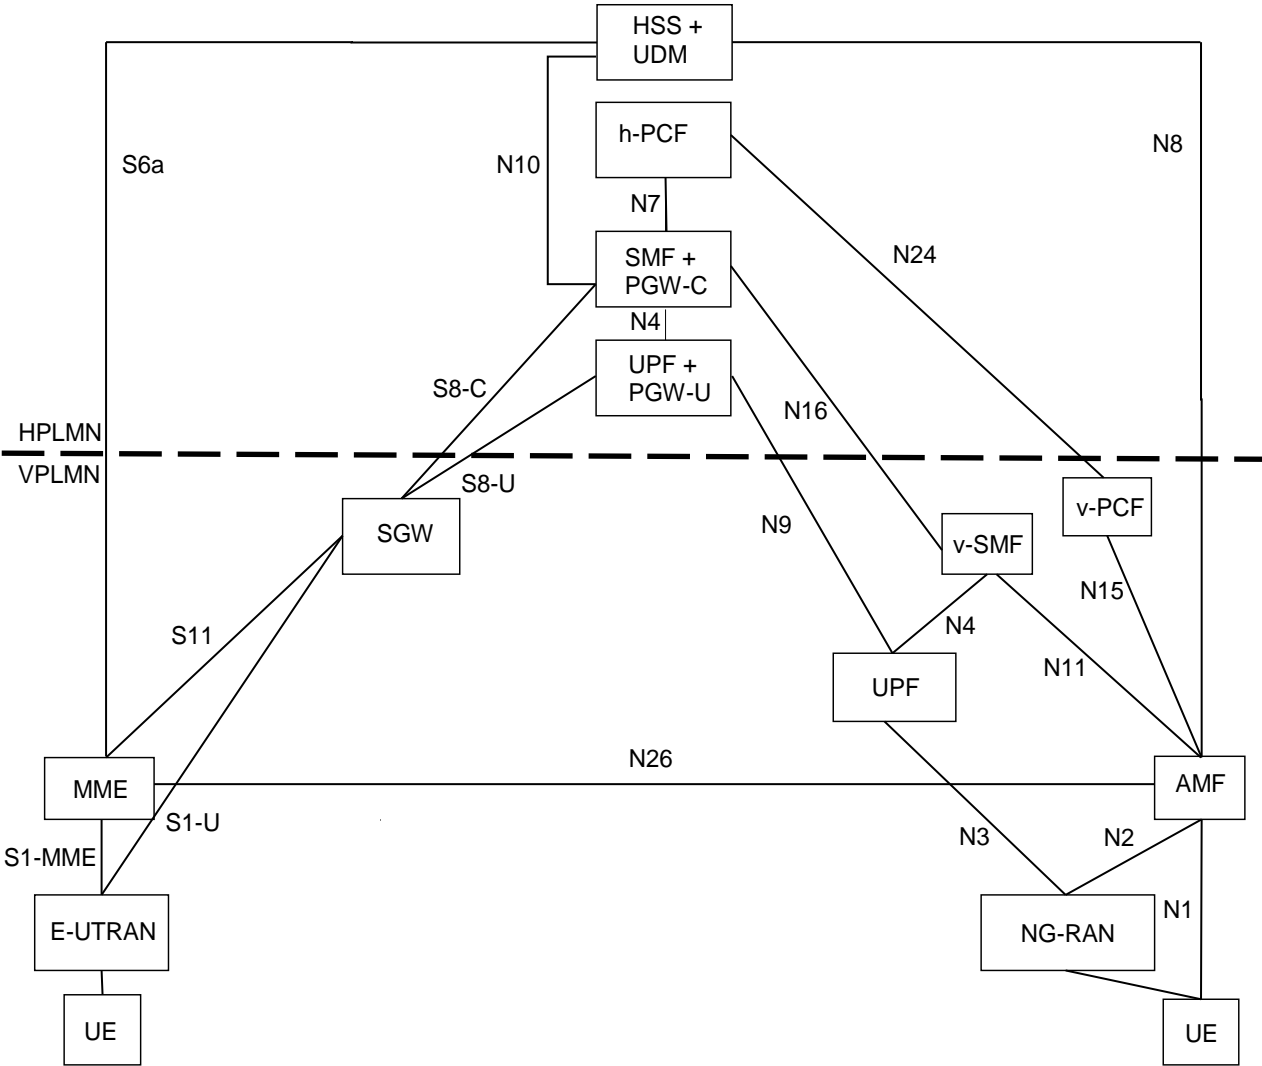 HSS +
UDM
h-PCF
S6a
N10
N8
N7
N24
SMF +
PGW-C
N4
UPF +
PGW-U
S8-C
N16
HPLMN
VPLMN
S8-U
v-PCF
SGW
N9
v-SMF
N15
S11
N4
N11
UPF
N26
MME
AMF
S1-U
N3
N2
S1-MME
N1
E-UTRAN
NG-RAN
UE
UE